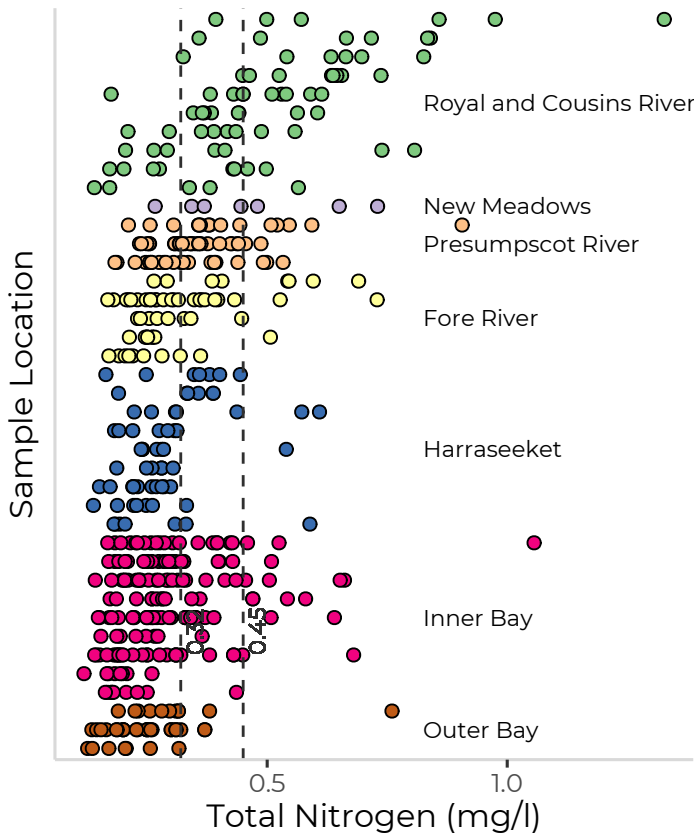 Royal and Cousins River
New Meadows
Presumpscot River
Fore River
Harraseeket
Inner Bay
Outer Bay
0.45
0.5
1.0
Sample Location
Total Nitrogen (mg/l)